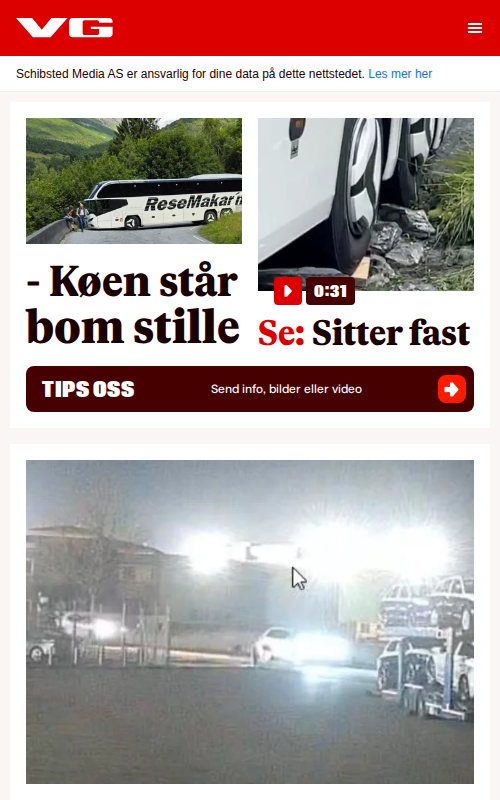 VG
Schibsted Media AS er ansvarlig for dine data på dette nettstedet. Les mer her
ReseMakar'n
- Køen står
bom stille
0:31
Se: Sitter fast
TIPS OSS
Send info, bilder eller video